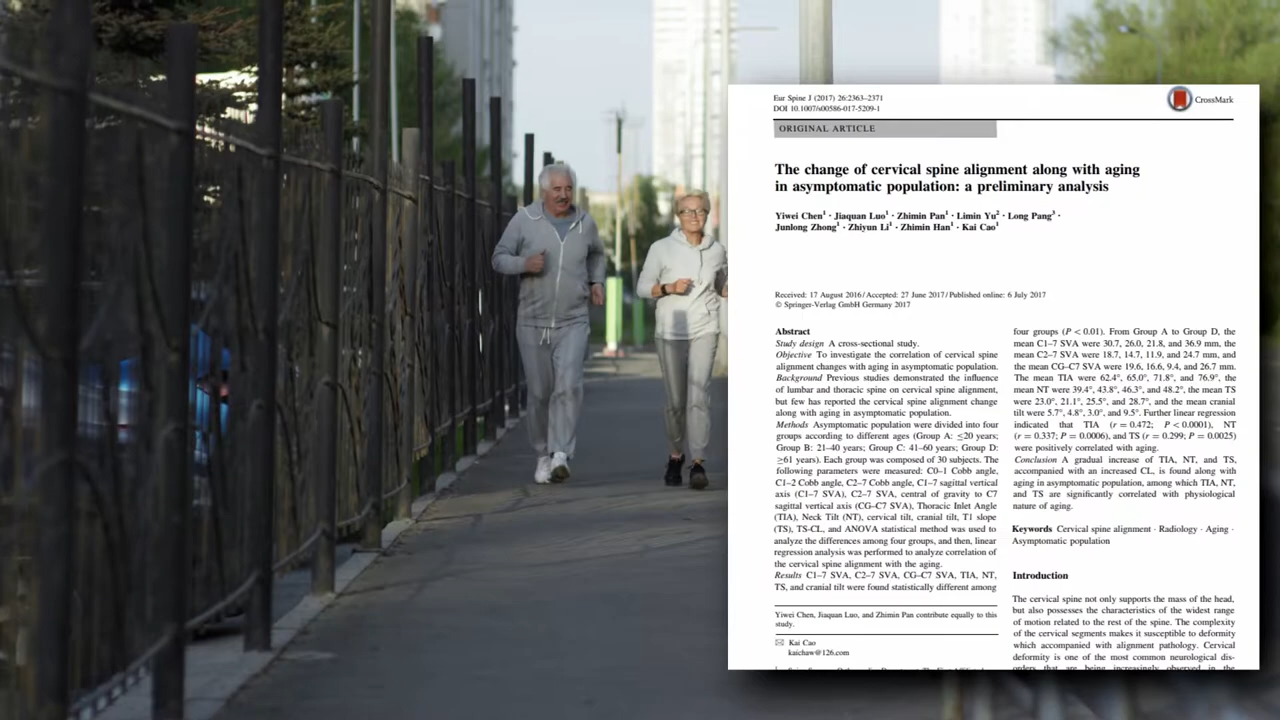 Eur Spine J (2017) 26:2363–2371
DOI 10.1007/s00586-017-5209-1
CrossMark
ORIGINAL ARTICLE
The change of cervical spine alignment along with aging
in asymptomatic population: a preliminary analysis
Yiwei Chen1 · Jiaquan Luo1 · Zhimin Pan1 · Limin Yu2 · Long Pang3 ·
Junlong Zhong1 · Zhiyun Li1 · Zhimin Han1 · Kai Cao1
Received: 17 August 2016 / Accepted: 27 June 2017 / Published online: 6 July 2017
© Springer-Verlag GmbH Germany 2017
Abstract
Study design A cross-sectional study.
Objective To investigate the correlation of cervical spine
alignment changes with aging in asymptomatic population.
Background Previous studies demonstrated the influence
of lumbar and thoracic spine on cervical spine alignment,
but few has reported the cervical spine alignment change
along with aging in asymptomatic population.
Methods Asymptomatic population were divided into four
groups according to different ages (Group A: ≤20 years;
Group B: 21–40 years; Group C: 41–60 years; Group D:
≥61 years). Each group was composed of 30 subjects. The
following parameters were measured: C0–1 Cobb angle,
C1–2 Cobb angle, C2–7 Cobb angle, C1–7 sagittal vertical
axis (C1–7 SVA), C2–7 SVA, central of gravity to C7
sagittal vertical axis (CG–C7 SVA), Thoracic Inlet Angle
(TIA), Neck Tilt (NT), cervical tilt, cranial tilt, T1 slope
(TS), TS-CL, and ANOVA statistical method was used to
analyze the differences among four groups, and then, linear
regression analysis was performed to analyze correlation of
the cervical spine alignment with the aging.
Results C1–7 SVA, C2–7 SVA, CG–C7 SVA, TIA, NT,
TS, and cranial tilt were found statistically different among
Yiwei Chen, Jiaquan Luo, and Zhimin Pan contribute equally to this
study.
Kai Cao
kaichaw@126.com
four groups (P < 0.01). From Group A to Group D, the
mean C1–7 SVA were 30.7, 26.0, 21.8, and 36.9 mm, the
mean C2–7 SVA were 18.7, 14.7, 11.9, and 24.7 mm, and
the mean CG–C7 SVA were 19.6, 16.6, 9.4, and 26.7 mm.
The mean TIA were 62.4°, 65.0°, 71.8°, and 76.9°, the
mean NT were 39.4°, 43.8°, 46.3°, and 48.2°, the mean TS
were 23.0°, 21.1°, 25.5°, and 28.7°, and the mean cranial
tilt were 5.7°, 4.8°, 3.0°, and 9.5°. Further linear regression
indicated that TIA (r = 0.472; P < 0.0001), NT
(r = 0.337; P = 0.0006), and TS (r = 0.299; P = 0.0025)
were positively correlated with aging.
Conclusion A gradual increase of TIA, NT, and TS,
accompanied with an increased CL, is found along with
aging in asymptomatic population, among which TIA, NT,
and TS are significantly correlated with physiological
nature of aging.
Keywords Cervical spine alignment · Radiology · Aging ·
Asymptomatic population
Introduction
The cervical spine not only supports the mass of the head,
but also possesses the characteristics of the widest range
of motion related to the rest of the spine. The complexity
of the cervical segments makes it susceptible to deformity
which accompanied with alignment pathology. Cervical
deformity is one of the most common neurological dis-
orders that are being increasingly observed in the